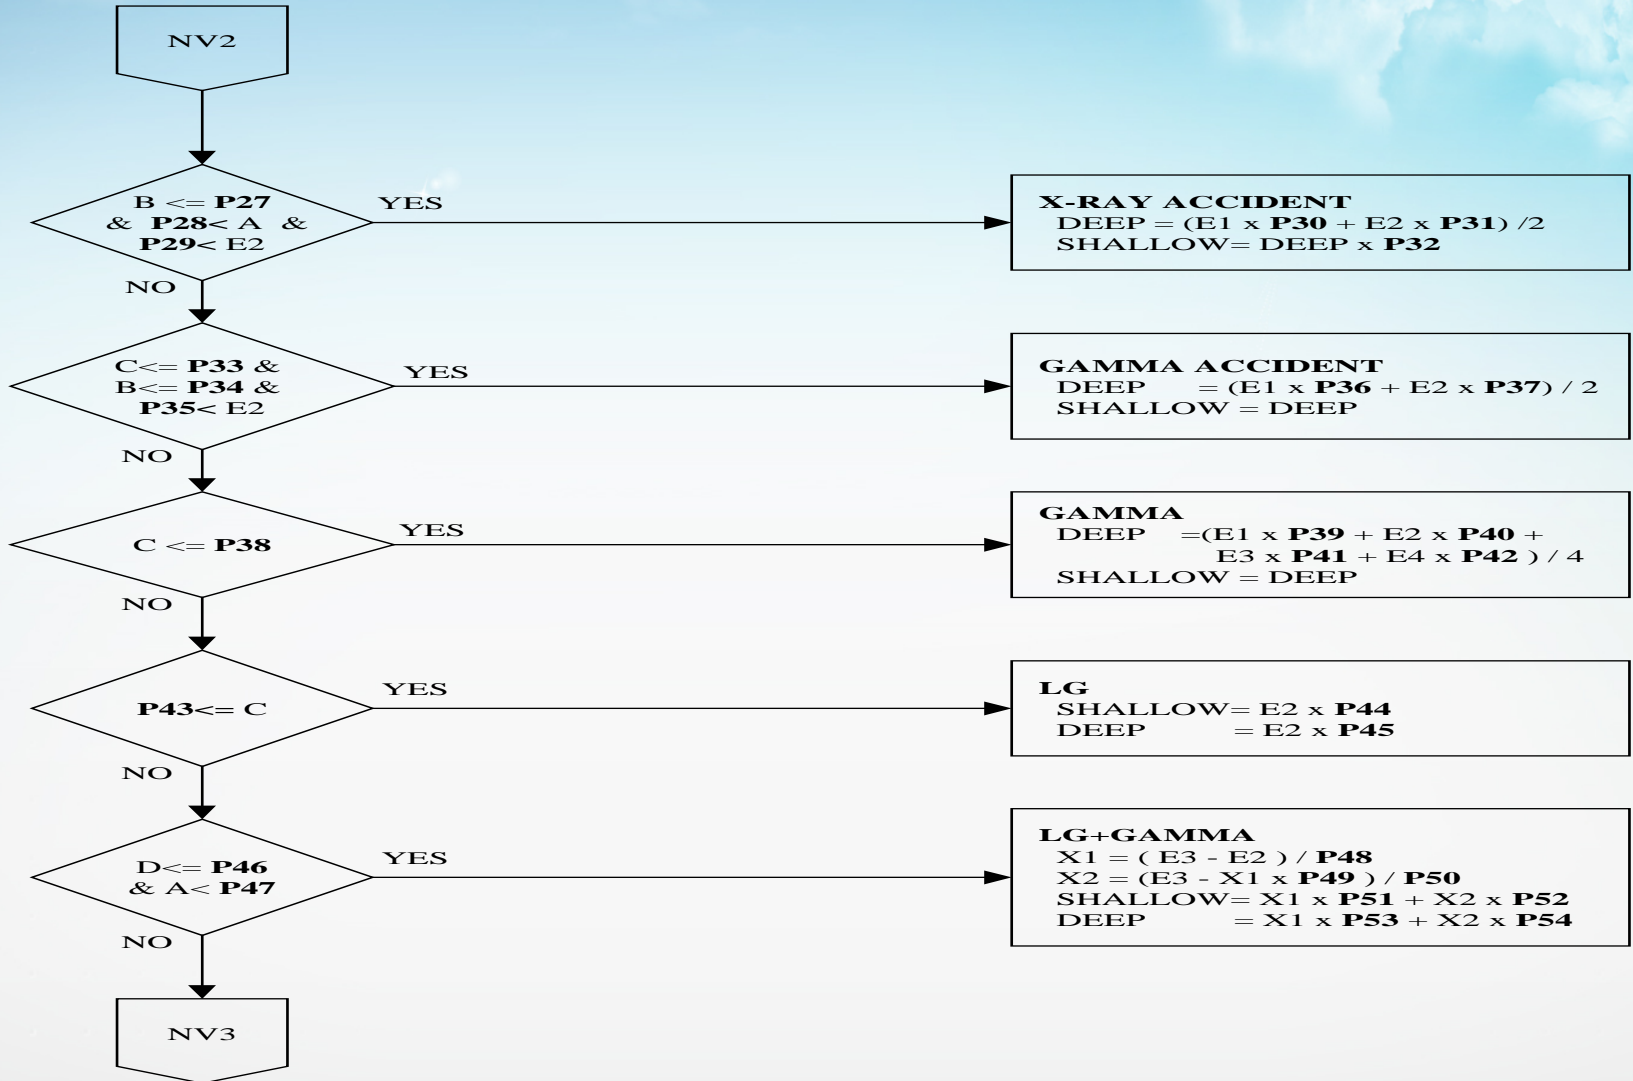 NV2
B <= P27
& P28< A &
P29< E2
YES
X-RAY ACCIDENT
DEEP = (E1 x P30 + E2 x P31) /2
SHALLOW= DEEP x P32
NO
C<= P33 &
B<= P34 &
P35< E2
YES
GAMMA ACCIDENT
DEEP = (E1 x P36 + E2 x P37) / 2
SHALLOW = DEEP
NO
C <= P38
YES
GAMMA
DEEP =(E1 x P39 + E2 x P40 +
E3 x P41 + E4 x P42 ) / 4
SHALLOW = DEEP
NO
P43<= C
YES
LG
SHALLOW= E2 x P44
DEEP = E2 x P45
NO
D<= P46
& A< P47
YES
LG+GAMMA
X1 = ( E3 - E2 ) / P48
X2 = (E3 - X1 x P49 ) / P50
SHALLOW= X1 x P51 + X2 x P52
DEEP = X1 x P53 + X2 x P54
NO
NV3